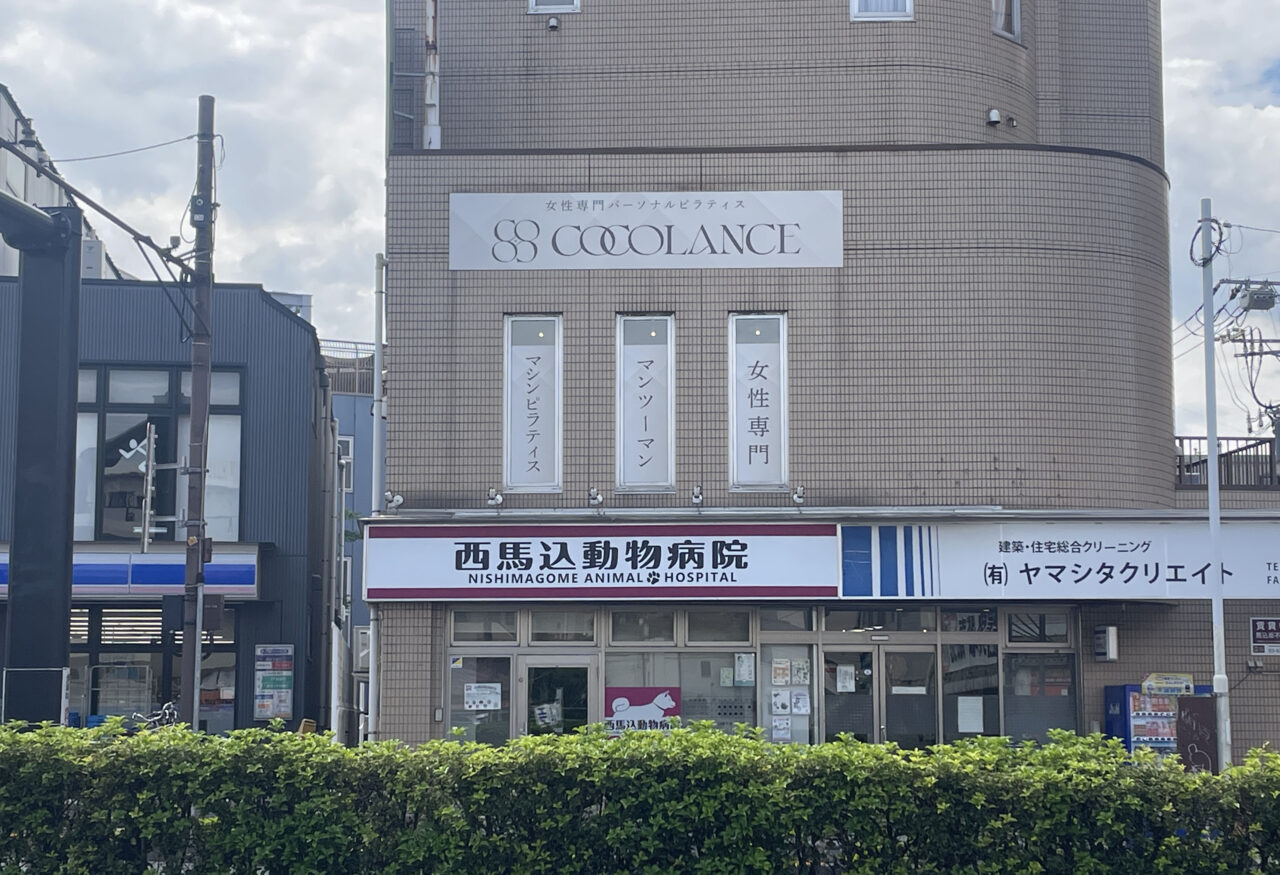 女性専門パーソナルピラティス
COCOLANCE
マシンピラティス
マンツーマン
女性専門
西馬込動物病院
NISHIMAGOME ANIMAL HOSPITAL
建築・住宅総合クリーニング
(有) ヤマシタクリエイト
TE
FA
西馬込動物病